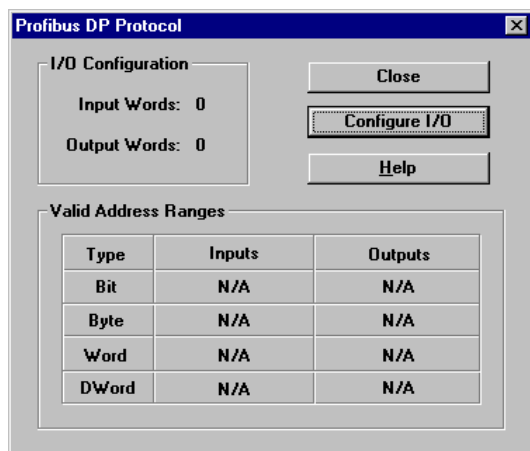 Profibus DP Protocol
I/O Configuration
Input Words: 0
Output Words: 0
Close
Configure I/O
Help
Valid Address Ranges
Type Inputs Outputs
Bit N/A N/A
Byte N/A N/A
Word N/A N/A
DWord N/A N/A